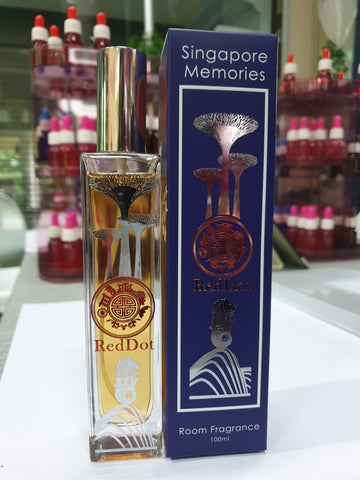 Singapore
Memories
RedDot
Room Fragrance
100ml
RedDot